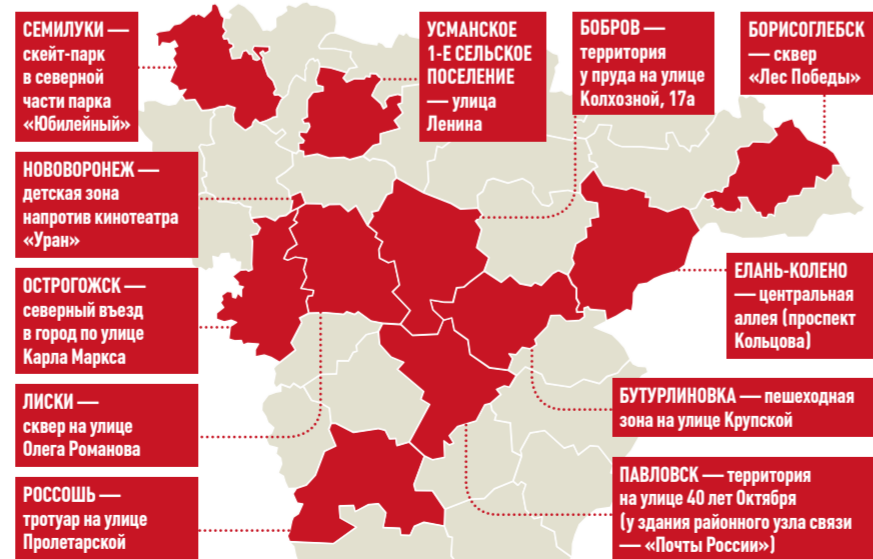 СЕМИЛУКИ —
скейт-парк
в северной
части парка
«Юбилейный»
УСМАНСКОЕ
1-Е СЕЛЬСКОЕ
ПОСЕЛЕНИЕ
— улица
Ленина
БОБРОВ —
территория
у пруда на улице
Колхозной, 17а
БОРИСОГЛЕБСК
— сквер
«Лес Победы»
НОВОВОРОНЕЖ —
детская зона
напротив кинотеатра
«Уран»
ОСТРОГОЖСК —
северный въезд
в город по улице
Карла Маркса
ЕЛАНЬ-КОЛЕНО
— центральная
аллея (проспект
Кольцова)
ЛИСКИ —
сквер на улице
Олега Романова
БУТУРЛИНОВКА — пешеходная
зона на улице Крупской
РОССОШЬ —
тротуар на улице
Пролетарской
ПАВЛОВСК — территория
на улице 40 лет Октября
(у здания районного узла связи
— «Почты России»)